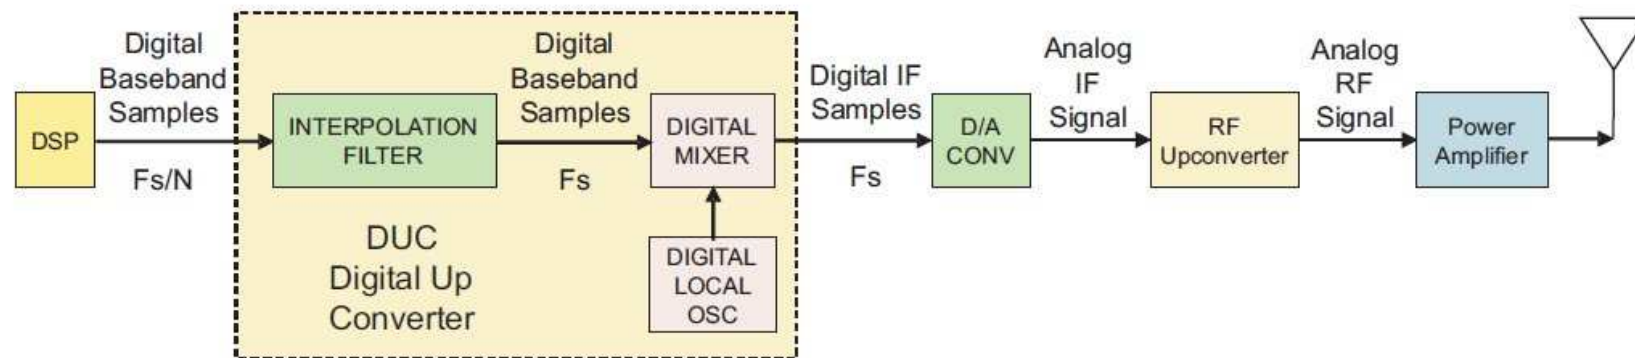 DSP
Digital
Baseband
Samples
Fs/N
INTERPOLATION
FILTER
Digital
Baseband
Samples
Fs
DIGITAL
MIXER
DIGITAL
LOCAL
OSC
DUC
Digital Up
Converter
Digital IF
Samples
Fs
D/A
CONV
Analog
IF
Signal
RF
Upconverter
Analog
RF
Signal
Power
Amplifier